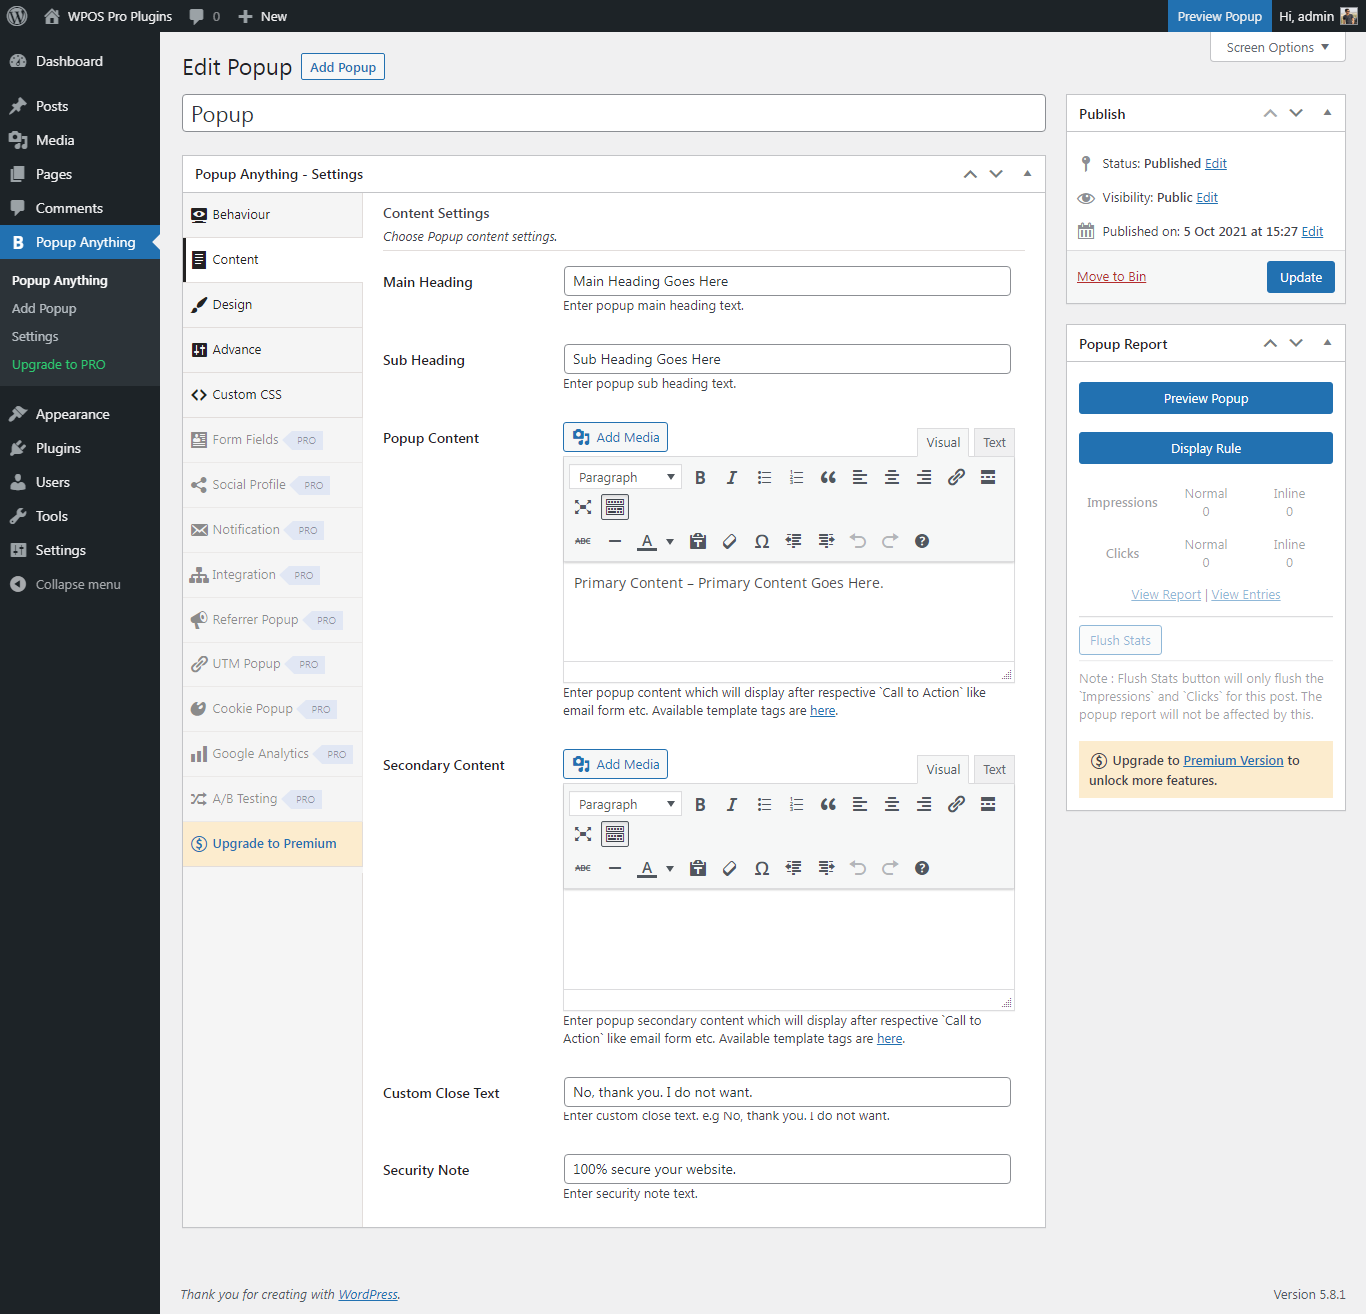 WPOS Pro Plugins 0 New Preview Popup Hi, admin
Screen Options
Dashboard
Posts
Media
Pages
Comments
Popup Anything
Popup Anything
Add Popup
Settings
Upgrade to PRO
Appearance
Plugins
Users
Tools
Settings
Collapse menu
Edit Popup Add Popup
Popup
Popup Anything - Settings
Behaviour
Content
Design
Advance
Custom CSS
Form Fields PRO
Social Profile PRO
Notification PRO
Integration PRO
Referrer Popup PRO
UTM Popup PRO
Cookie Popup PRO
Google Analytics PRO
A/B Testing PRO
Upgrade to Premium
Content Settings
Choose Popup content settings.
Main Heading Main Heading Goes Here
Enter popup main heading text.
Sub Heading Sub Heading Goes Here
Enter popup sub heading text.
Popup Content Add Media Visual Text
Paragraph B I
ABC A Ω
Primary Content – Primary Content Goes Here.
Enter popup content which will display after respective `Call to Action` like
email form etc. Available template tags are here.
Secondary Content Add Media Visual Text
Paragraph B I
ABC A Ω
Enter popup secondary content which will display after respective `Call to
Action` like email form etc. Available template tags are here.
Custom Close Text No, thank you. I do not want.
Enter custom close text. e.g No, thank you. I do not want.
Security Note 100% secure your website.
Enter security note text.
Publish
Status: Published Edit
Visibility: Public Edit
Published on: 5 Oct 2021 at 15:27 Edit
Move to Bin Update
Popup Report
Preview Popup
Display Rule
Impressions Normal 0 Inline 0
Clicks Normal 0 Inline 0
View Report | View Entries
Flush Stats
Note : Flush Stats button will only flush the
`Impressions` and `Clicks` for this post. The
popup report will not be affected by this.
Upgrade to Premium Version to
unlock more features.
Thank you for creating with WordPress. Version 5.8.1